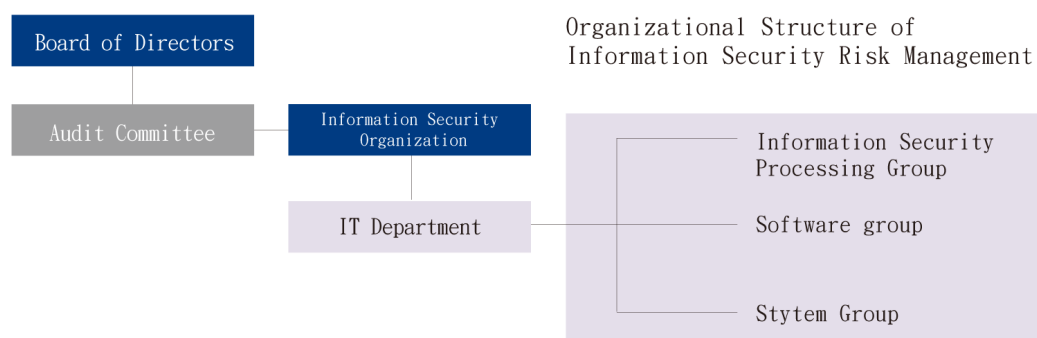 Board of Directors
Organizational Structure of
Information Security Risk Management
Audit Committee
Information Security
Organization
IT Department
Information Security
Processing Group
Software group
Stytem Group